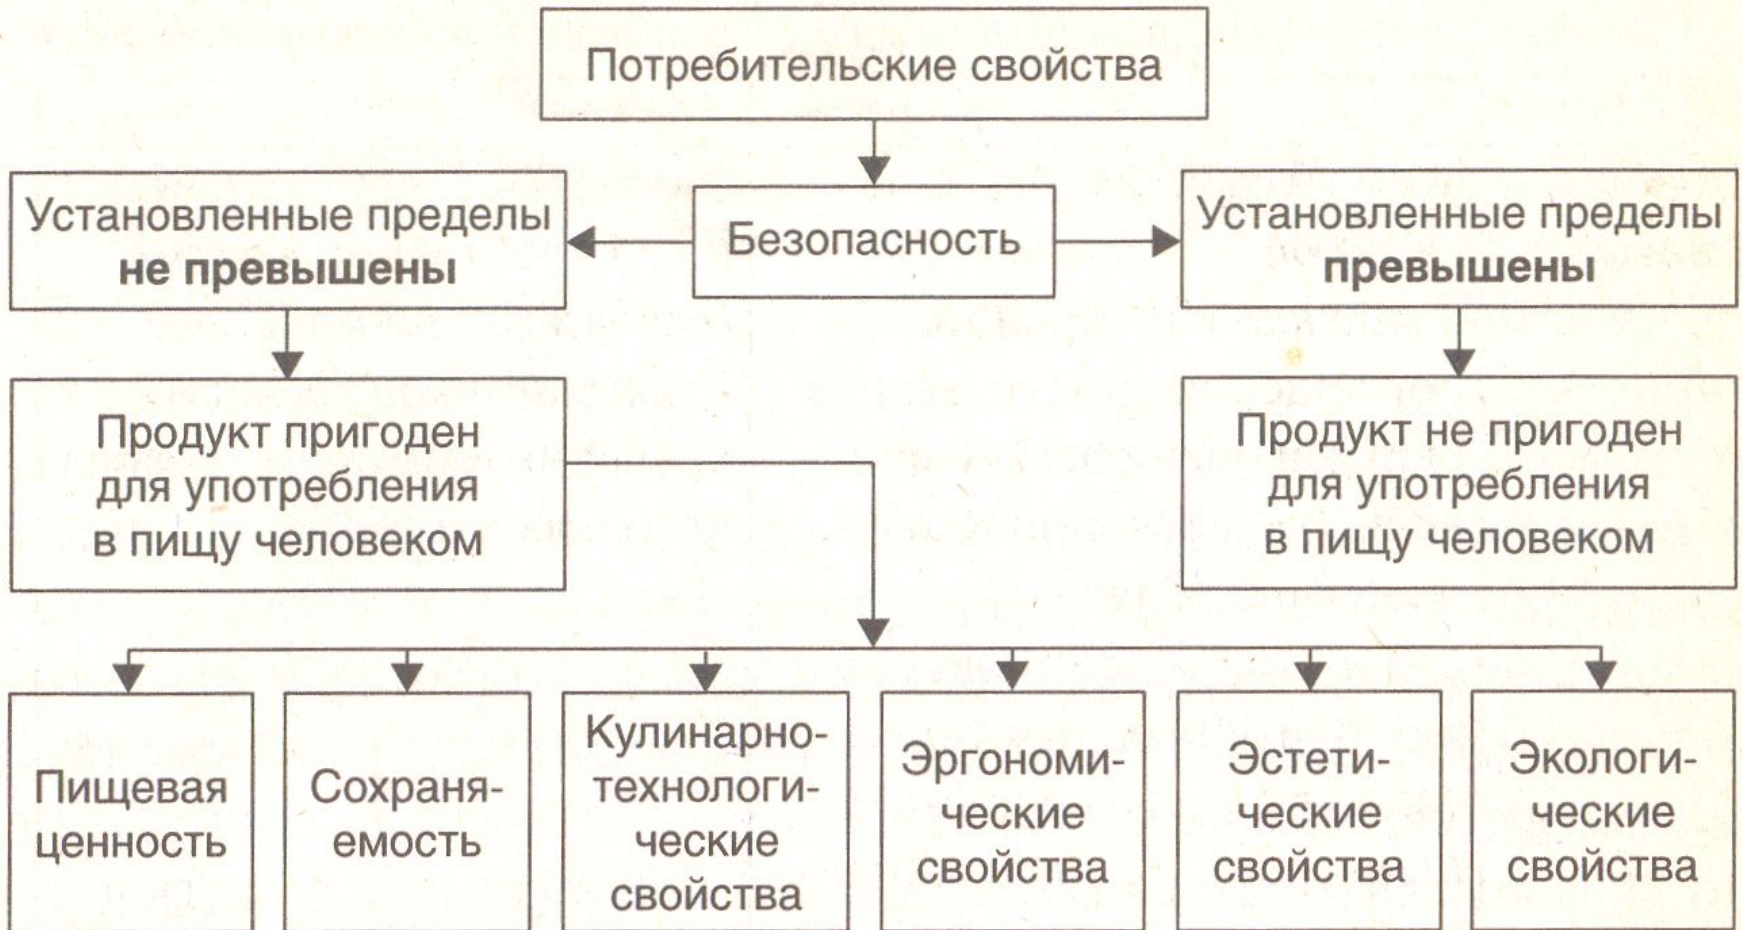 Потребительские свойства
Установленные пределы
не превышены
Безопасность
Установленные пределы
превышены
Продукт пригоден
для употребления
в пищу человеком
Продукт не пригоден
для употребления
в пищу человеком
Пищевая
ценность
Сохраня-
емость
Кулинарно-
технологи-
ческие
свойства
Эргономи-
ческие
свойства
Эстети-
ческие
свойства
Экологи-
ческие
свойства